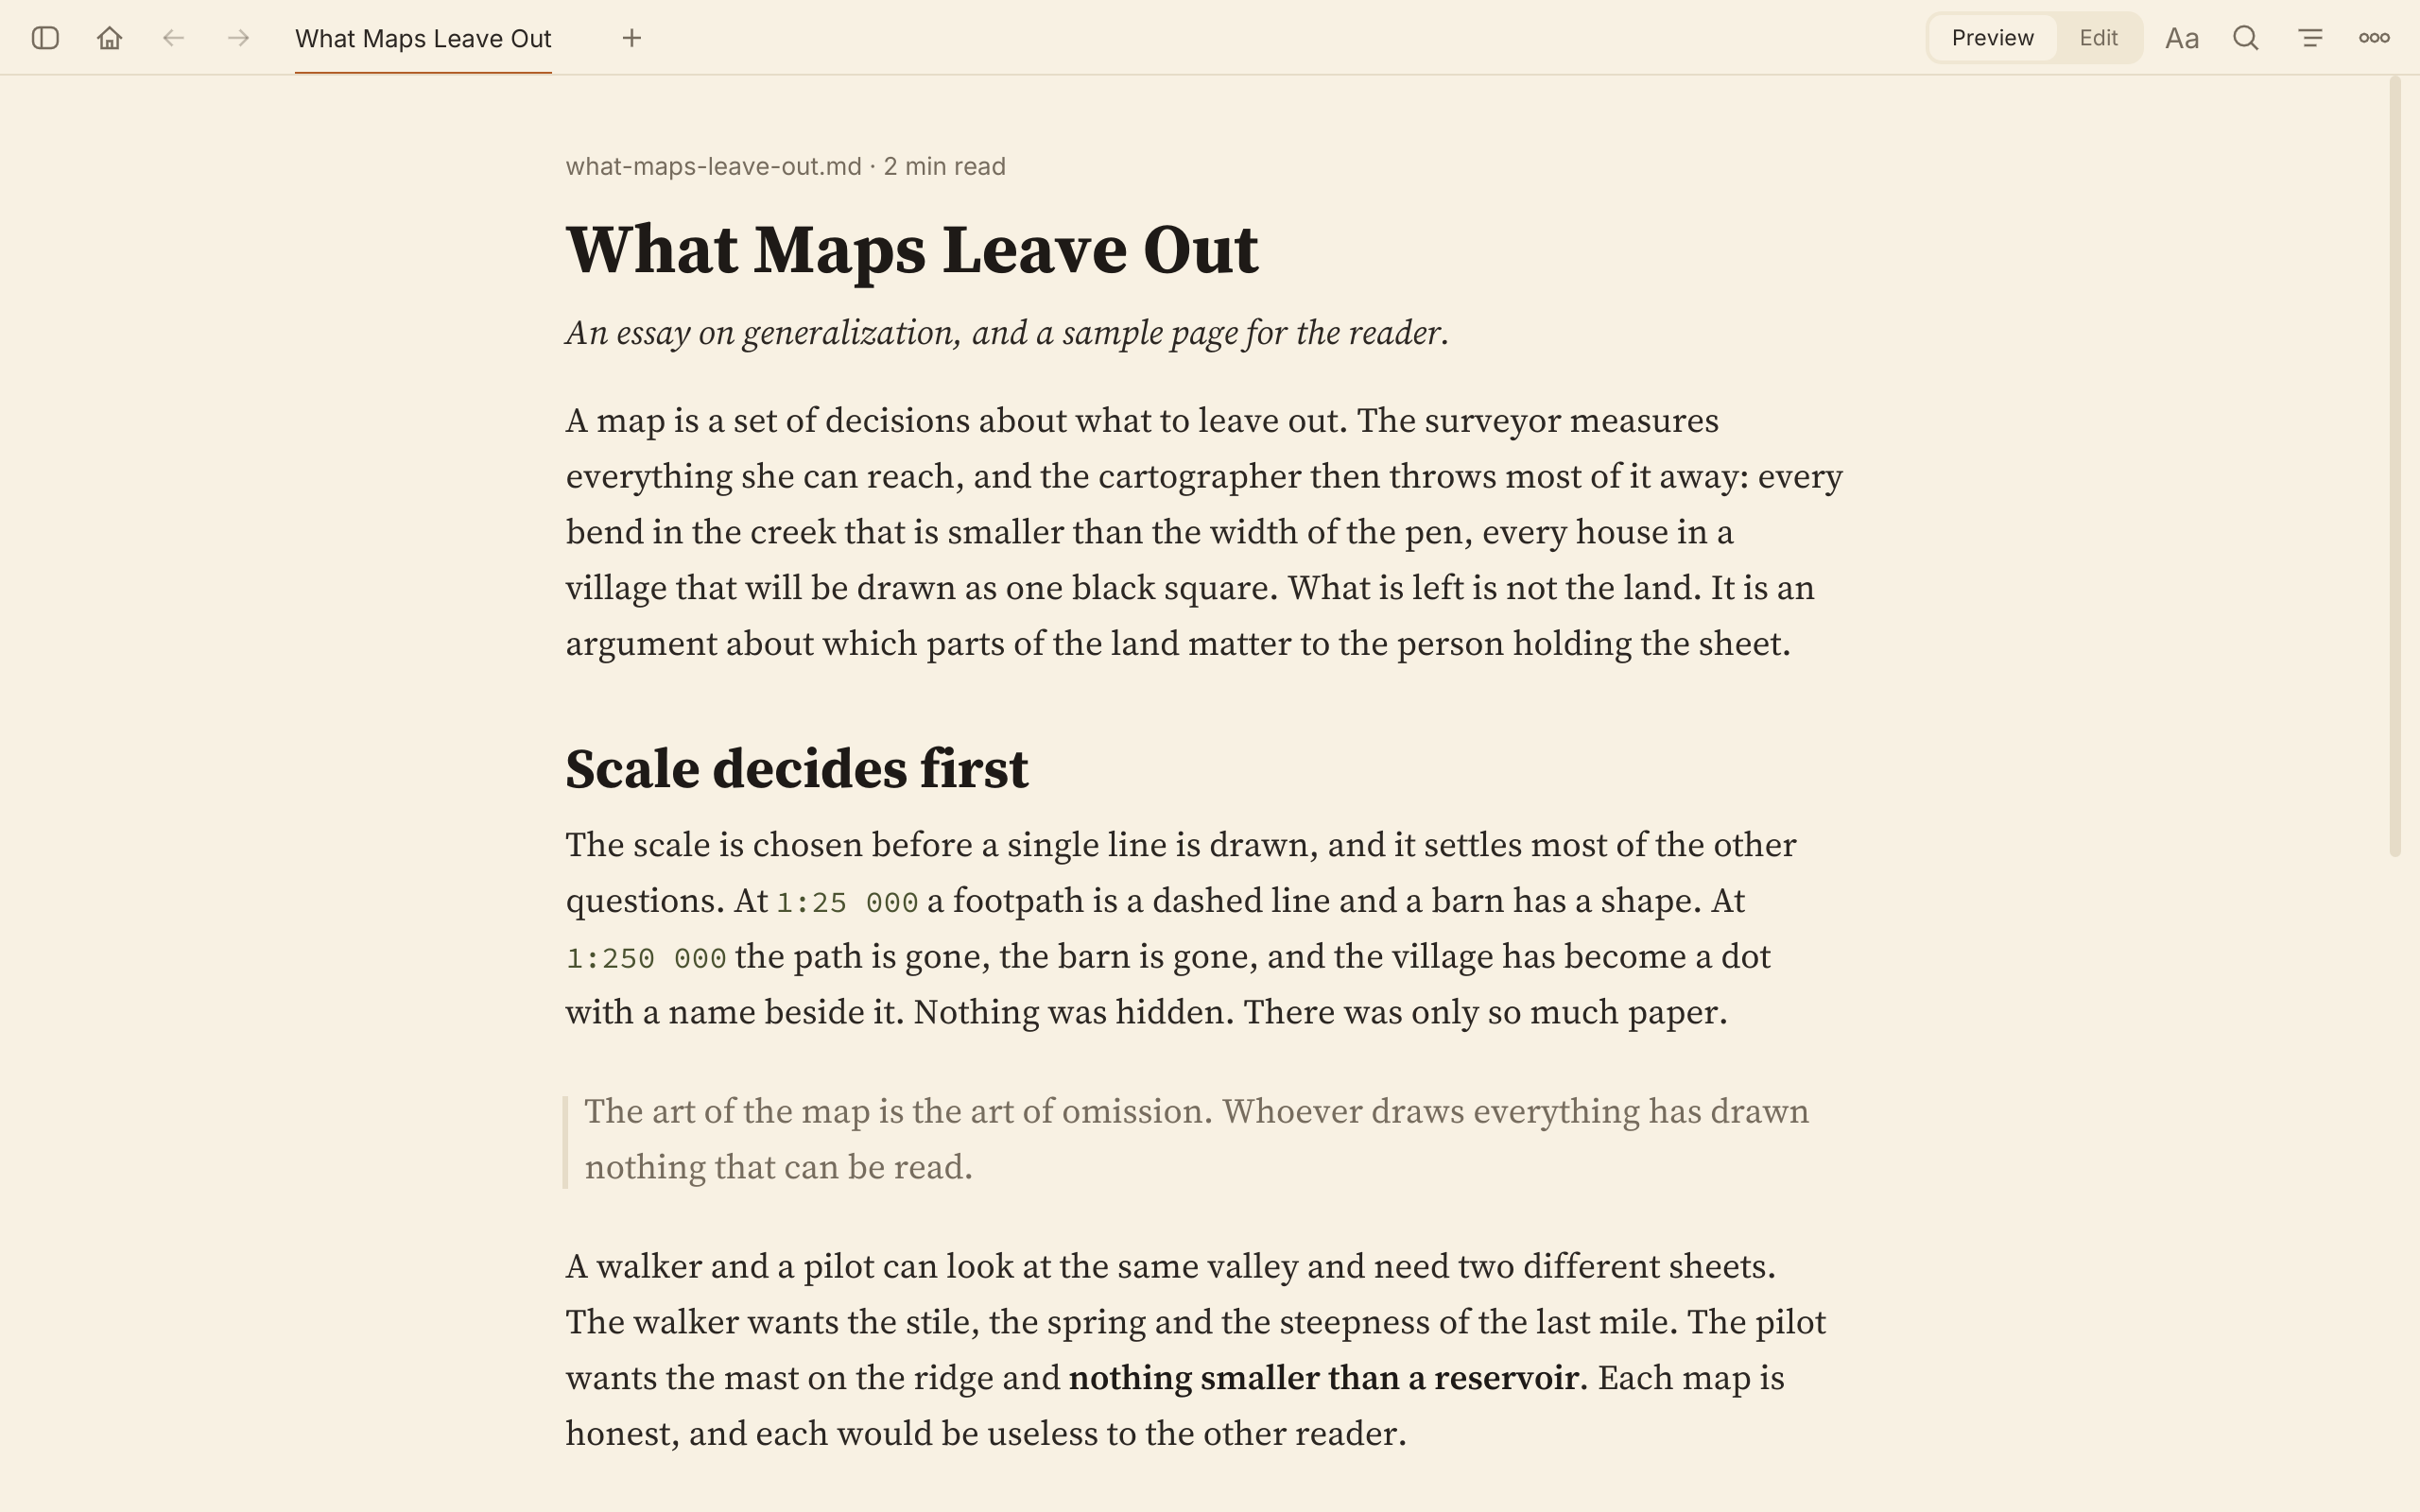 What Maps Leave Out
Preview Edit Aa
what-maps-leave-out.md · 2 min read
What Maps Leave Out
An essay on generalization, and a sample page for the reader.
A map is a set of decisions about what to leave out. The surveyor measures
everything she can reach, and the cartographer then throws most of it away: every
bend in the creek that is smaller than the width of the pen, every house in a
village that will be drawn as one black square. What is left is not the land. It is an
argument about which parts of the land matter to the person holding the sheet.
Scale decides first
The scale is chosen before a single line is drawn, and it settles most of the other
questions. At 1:25 000 a footpath is a dashed line and a barn has a shape. At
1:250 000 the path is gone, the barn is gone, and the village has become a dot
with a name beside it. Nothing was hidden. There was only so much paper.
The art of the map is the art of omission. Whoever draws everything has drawn
nothing that can be read.
A walker and a pilot can look at the same valley and need two different sheets.
The walker wants the stile, the spring and the steepness of the last mile. The pilot
wants the mast on the ridge and nothing smaller than a reservoir. Each map is
honest, and each would be useless to the other reader.